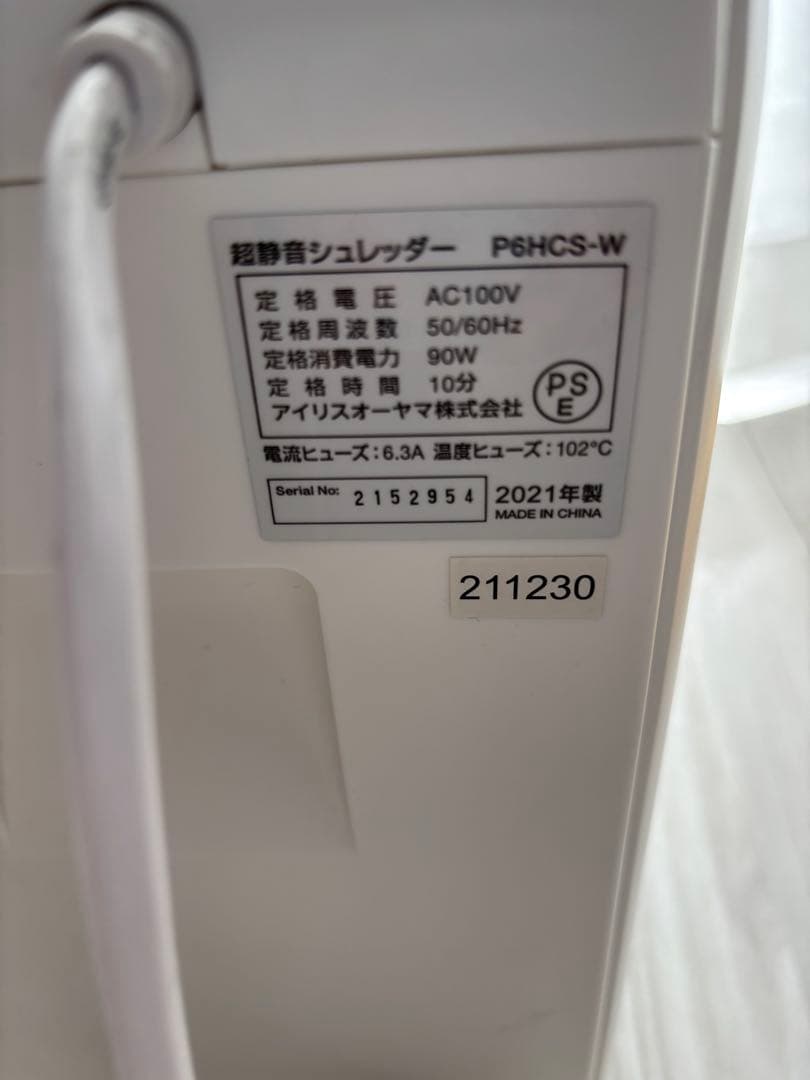 超静音シュレッダー P6HCS-W
定格電圧 AC100V
定格周波数 50/60Hz
定格消費電力 90W
定格時間 10分
アイリスオーヤマ株式会社
PS
E
電流ヒューズ:6.3A 温度ヒューズ:102℃
Serial No: 2152954
2021年製
MADE IN CHINA
211230